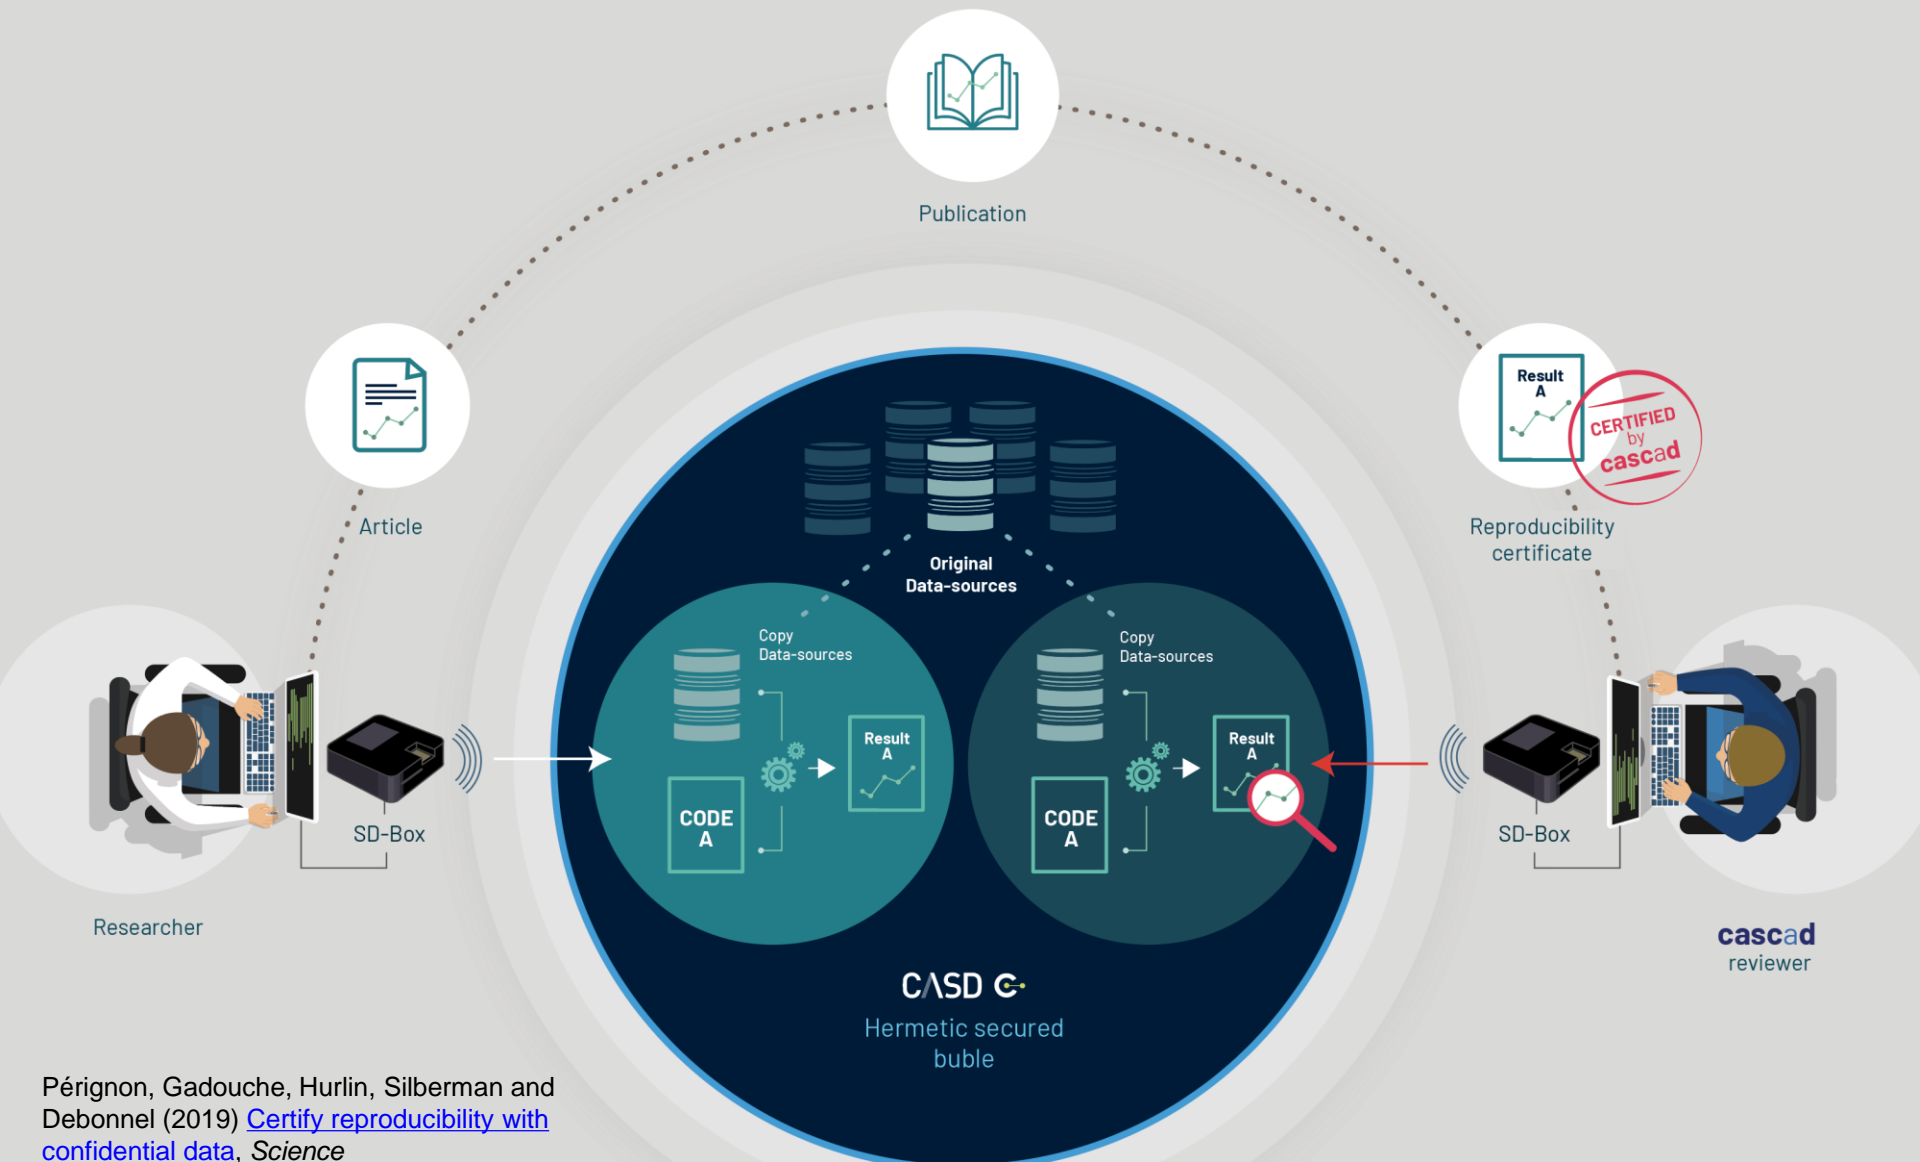 Publication
Article
Result
A
CERTIFIED
by
cascad
Reproducibility
certificate
Original
Data-sources
Copy
Data-sources
CODE
A
Result
A
Copy
Data-sources
CODE
A
Result
A
SD-Box
Researcher
SD-Box
cascad
reviewer
CASD C
Hermetic secured
buble
Pérignon, Gadouche, Hurlin, Silberman and
Debonnel (2019) Certify reproducibility with
confidential data, Science